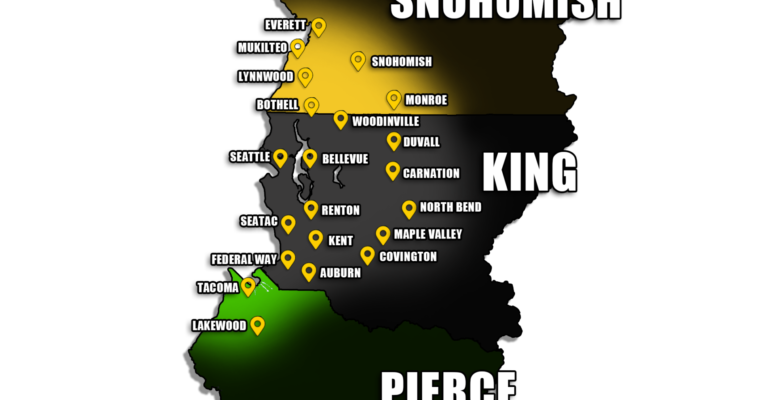 SNOHOMISH
EVERETT
MUKILTEO
SNOHOMISH
LYNNWOOD
BOTHELL
MONROE
WOODINVILLE
DUVALL
SEATTLE
BELLEVUE
CARNATION
KING
RENTON
NORTH BEND
SEATAC
KENT
MAPLE VALLEY
FEDERAL WAY
COVINGTON
AUBURN
TACOMA
LAKEWOOD
PIERCE